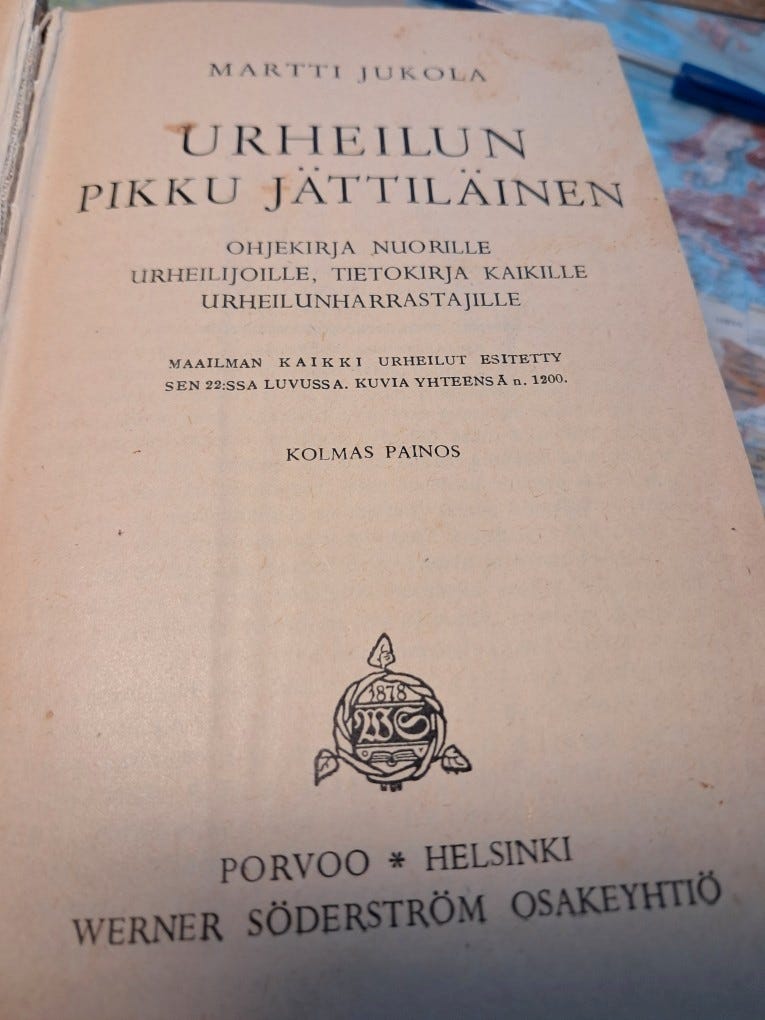 MARTTI JUKOLA
URHEILUN
PIKKU JÄTTILÄINEN
OHJEKIRJA NUORILLE
URHEILIJOILLE, TIETOKIRJA KAIKILLE
URHEILUNHARRASTAJILLE
MAAILMAN KAIKKI URHEILUT ESITETTY
SEN 22:SSA LUVUSSA. KUVIA YHTEENSÄ n. 1200.
KOLMAS PAINOS
1878
WS
PORVOO * HELSINKI
WERNER SÖDERSTRÖM OSAKEYHTIÖ